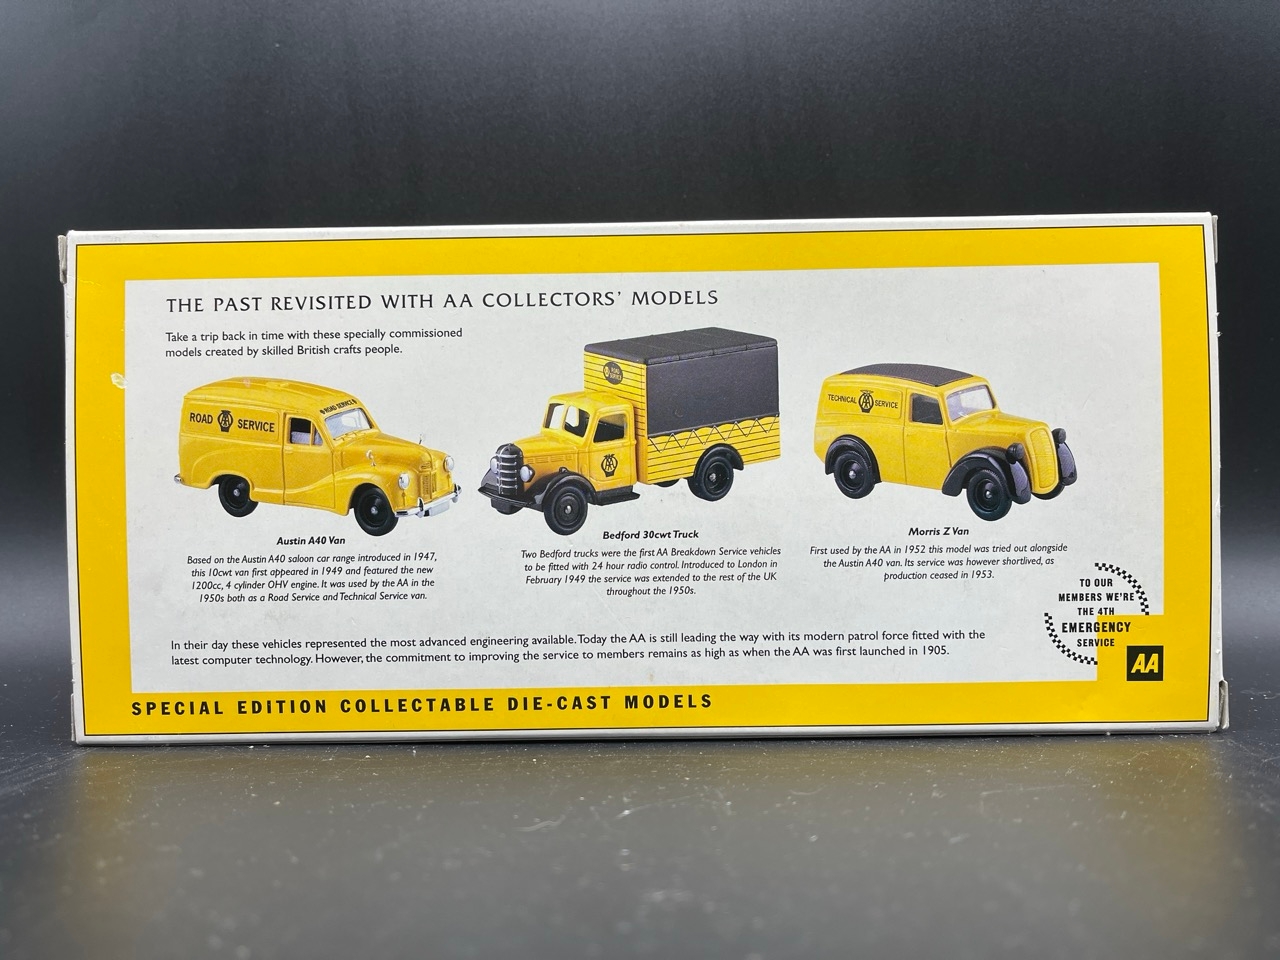 THE PAST REVISITED WITH AA COLLECTORS' MODELS
Take a trip back in time with these specially commissioned
models created by skilled British crafts people.
ROAD AA SERVICE
ROAD SERVICE
ROAD
SERVICE
AA
TECHNICAL AA SERVICE
Austin A40 Van
Based on the Austin A40 saloon car range introduced in 1947,
this 10cwt van first appeared in 1949 and featured the new
1200cc, 4 cylinder OHV engine. It was used by the AA in the
1950s both as a Road Service and Technical Service van.
Bedford 30cwt Truck
Two Bedford trucks were the first AA Breakdown Service vehicles
to be fitted with 24 hour radio control. Introduced to London in
February 1949 the service was extended to the rest of the UK
throughout the 1950s.
Morris Z Van
First used by the AA in 1952 this model was tried out alongside
the Austin A40 van. Its service was however shortlived, as
production ceased in 1953.
In their day these vehicles represented the most advanced engineering available. Today the AA is still leading the way with its modern patrol force fitted with the
latest computer technology. However, the commitment to improving the service to members remains as high as when the AA was first launched in 1905.
TO OUR
MEMBERS WE'RE
THE 4TH
EMERGENCY
SERVICE
AA
SPECIAL EDITION COLLECTABLE DIE-CAST MODELS